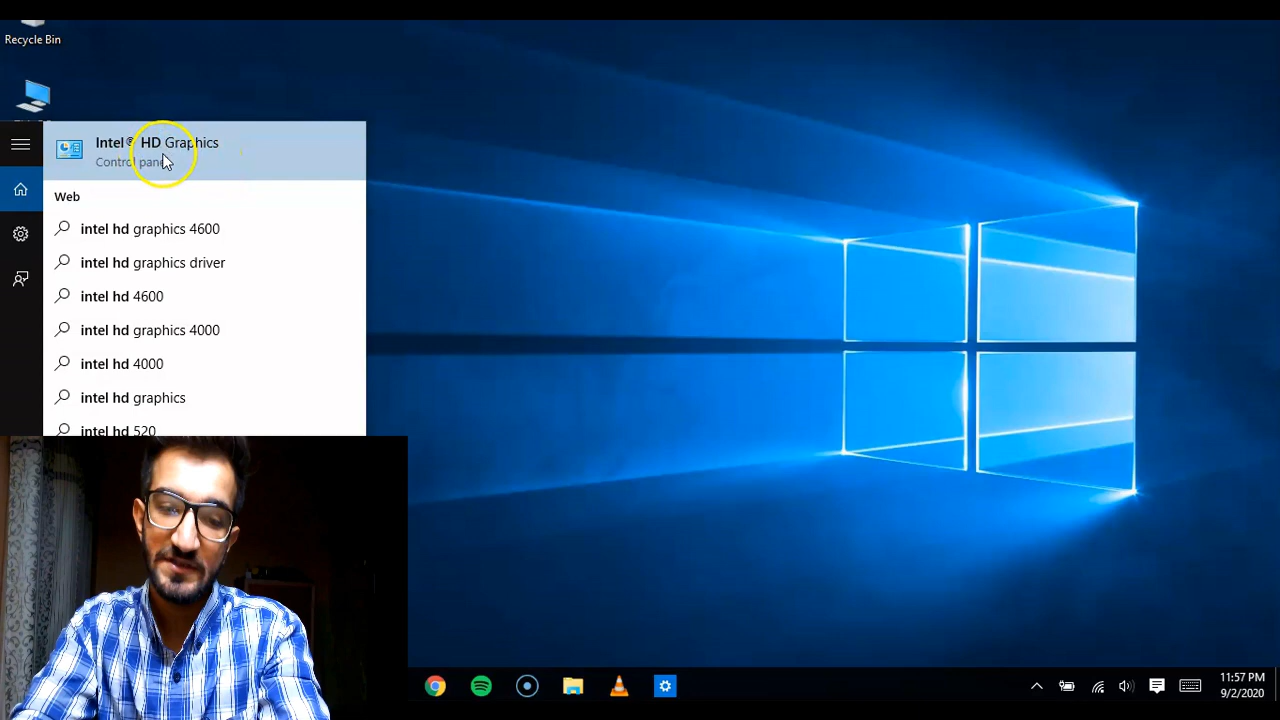 Recycle Bin
Intel® HD Graphics
Control panel
Web
intel hd graphics 4600
intel hd graphics driver
intel hd 4600
intel hd graphics 4000
intel hd 4000
intel hd graphics
intel hd 520
11:57 PM
9/2/2020